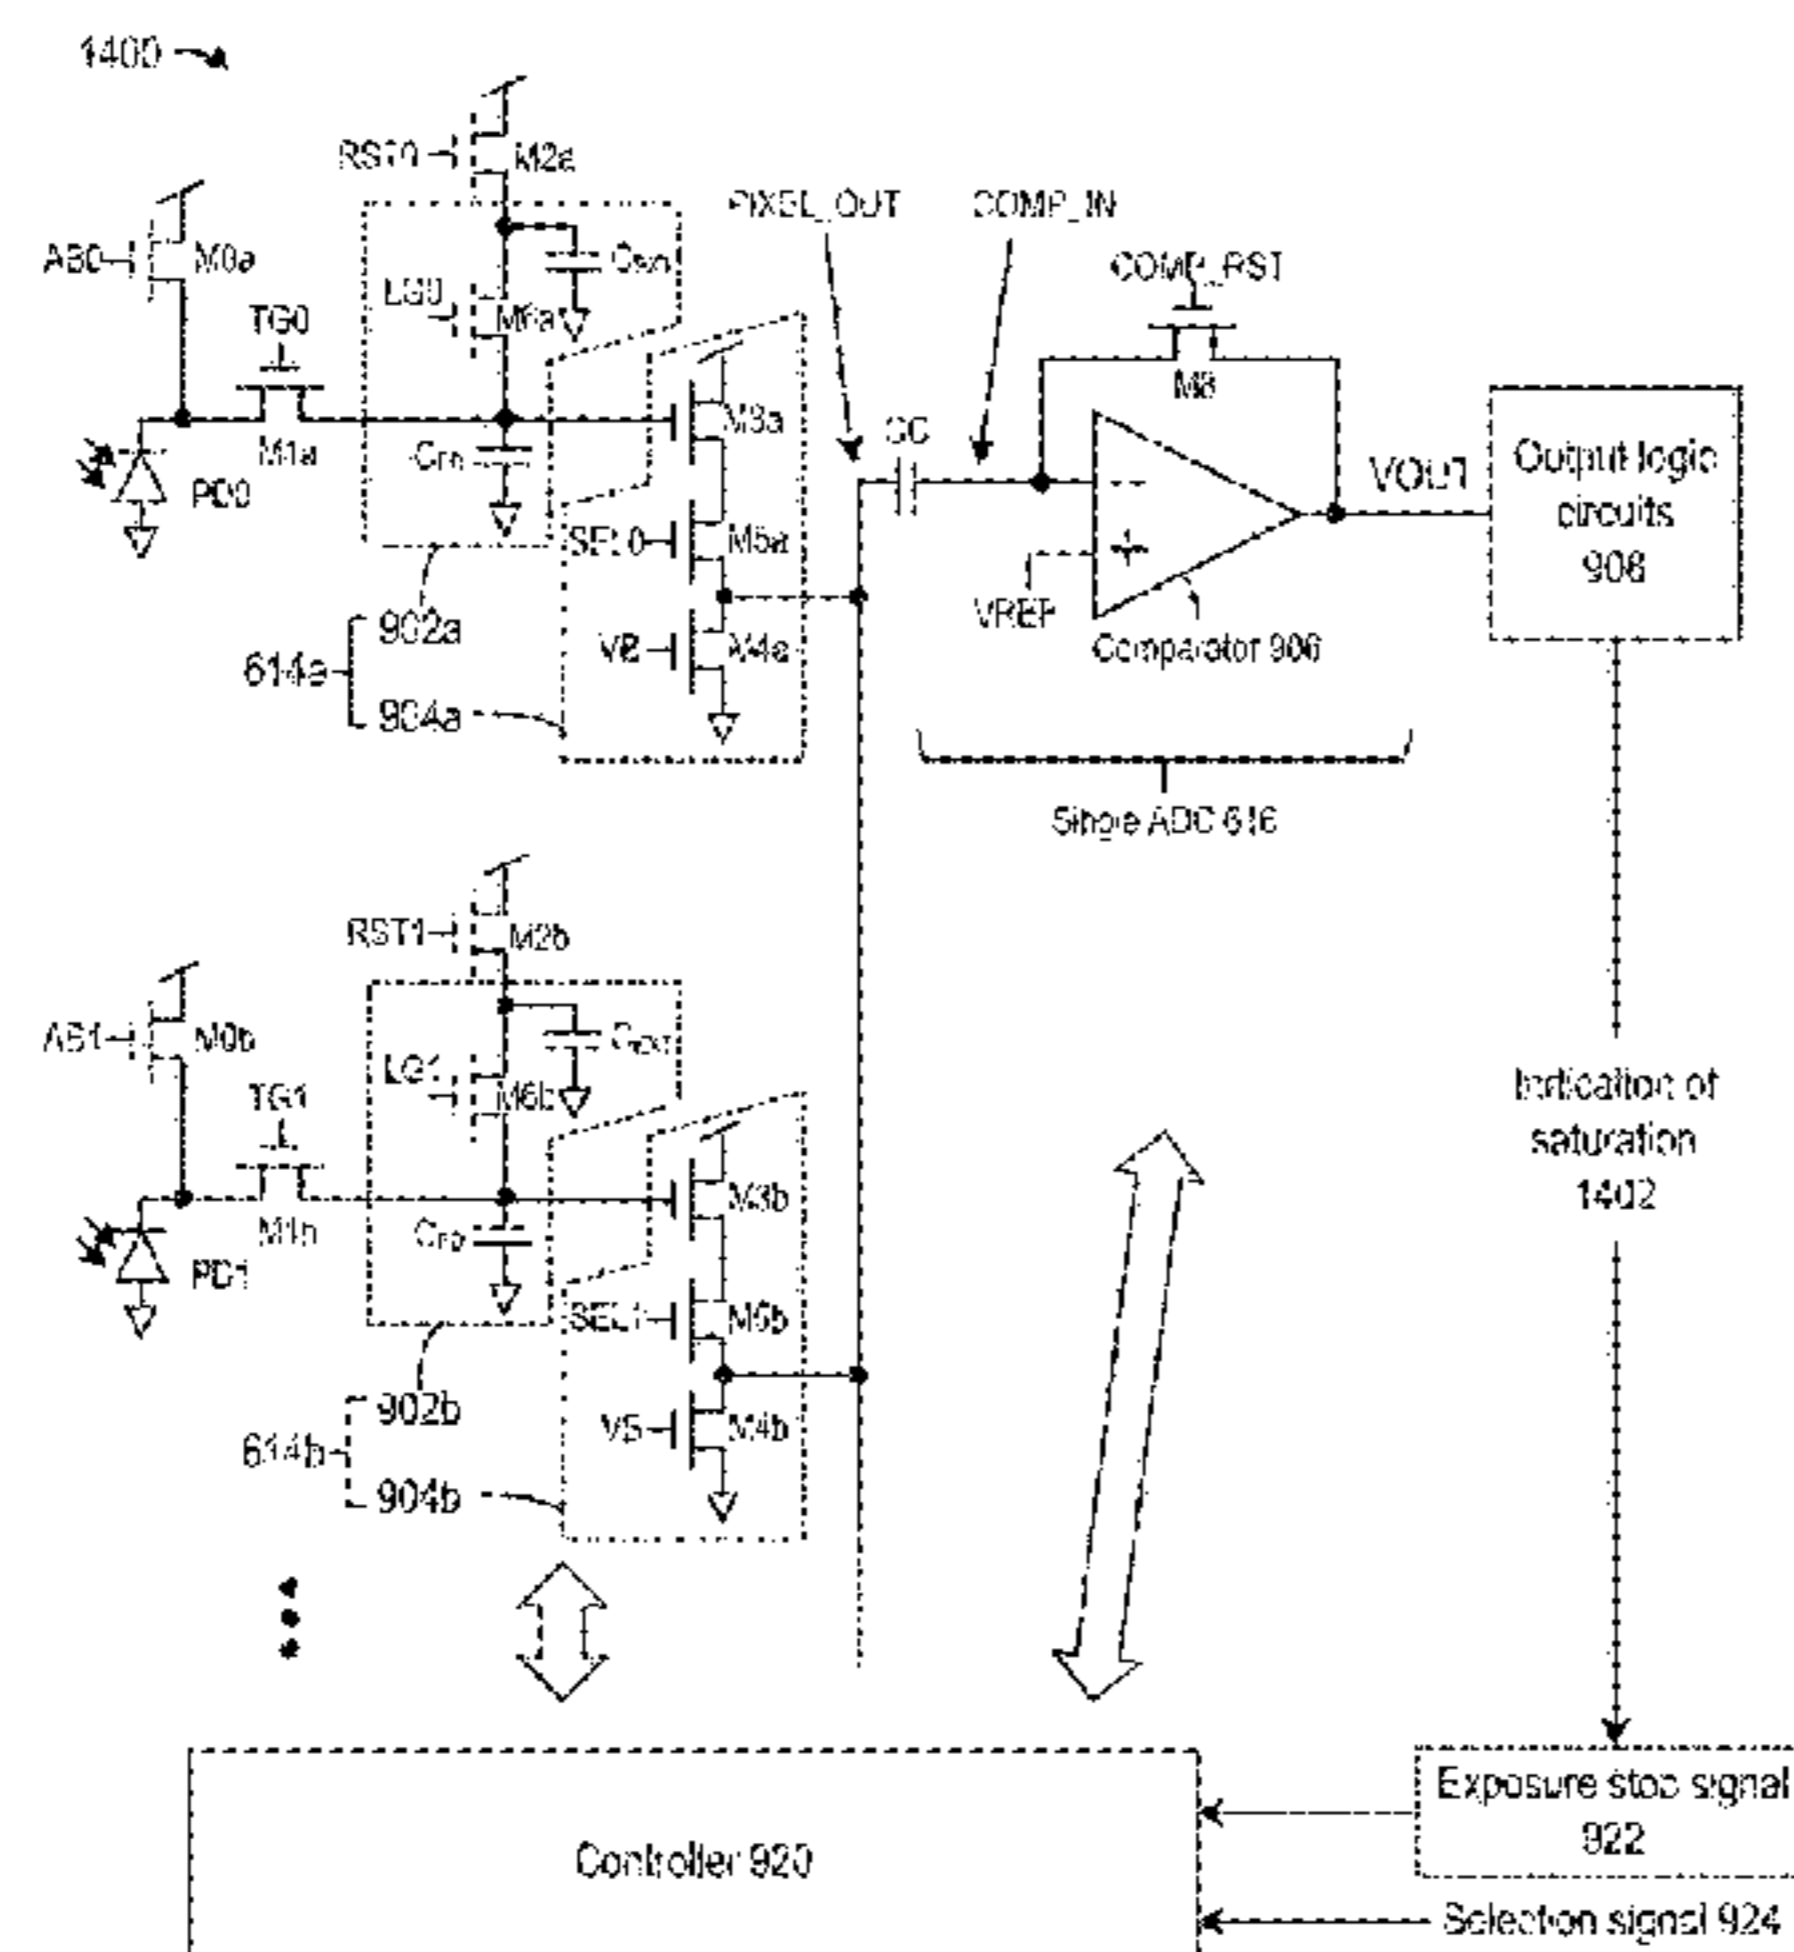 1400
RST0
M2a
PIXEL_OUT
COMP_IN
AB0
M0a
LG0
M6a
COMP_RST
TG0
M8
M1a
PD0
M3a
CC
VOUT
Output logic
circuits
908
SEL0
M5a
VREF
Comparator 906
902a
614a
904a
VB
M4a
Single ADC 616
RST1
M2b
AB1
M0b
LG1
M6b
TG1
M1b
PD1
M3b
Indication of
saturation
1402
SEL1
M5b
902b
614b
904b
VB
M4b
Controller 920
Exposure stop signal
922
Selection signal 924